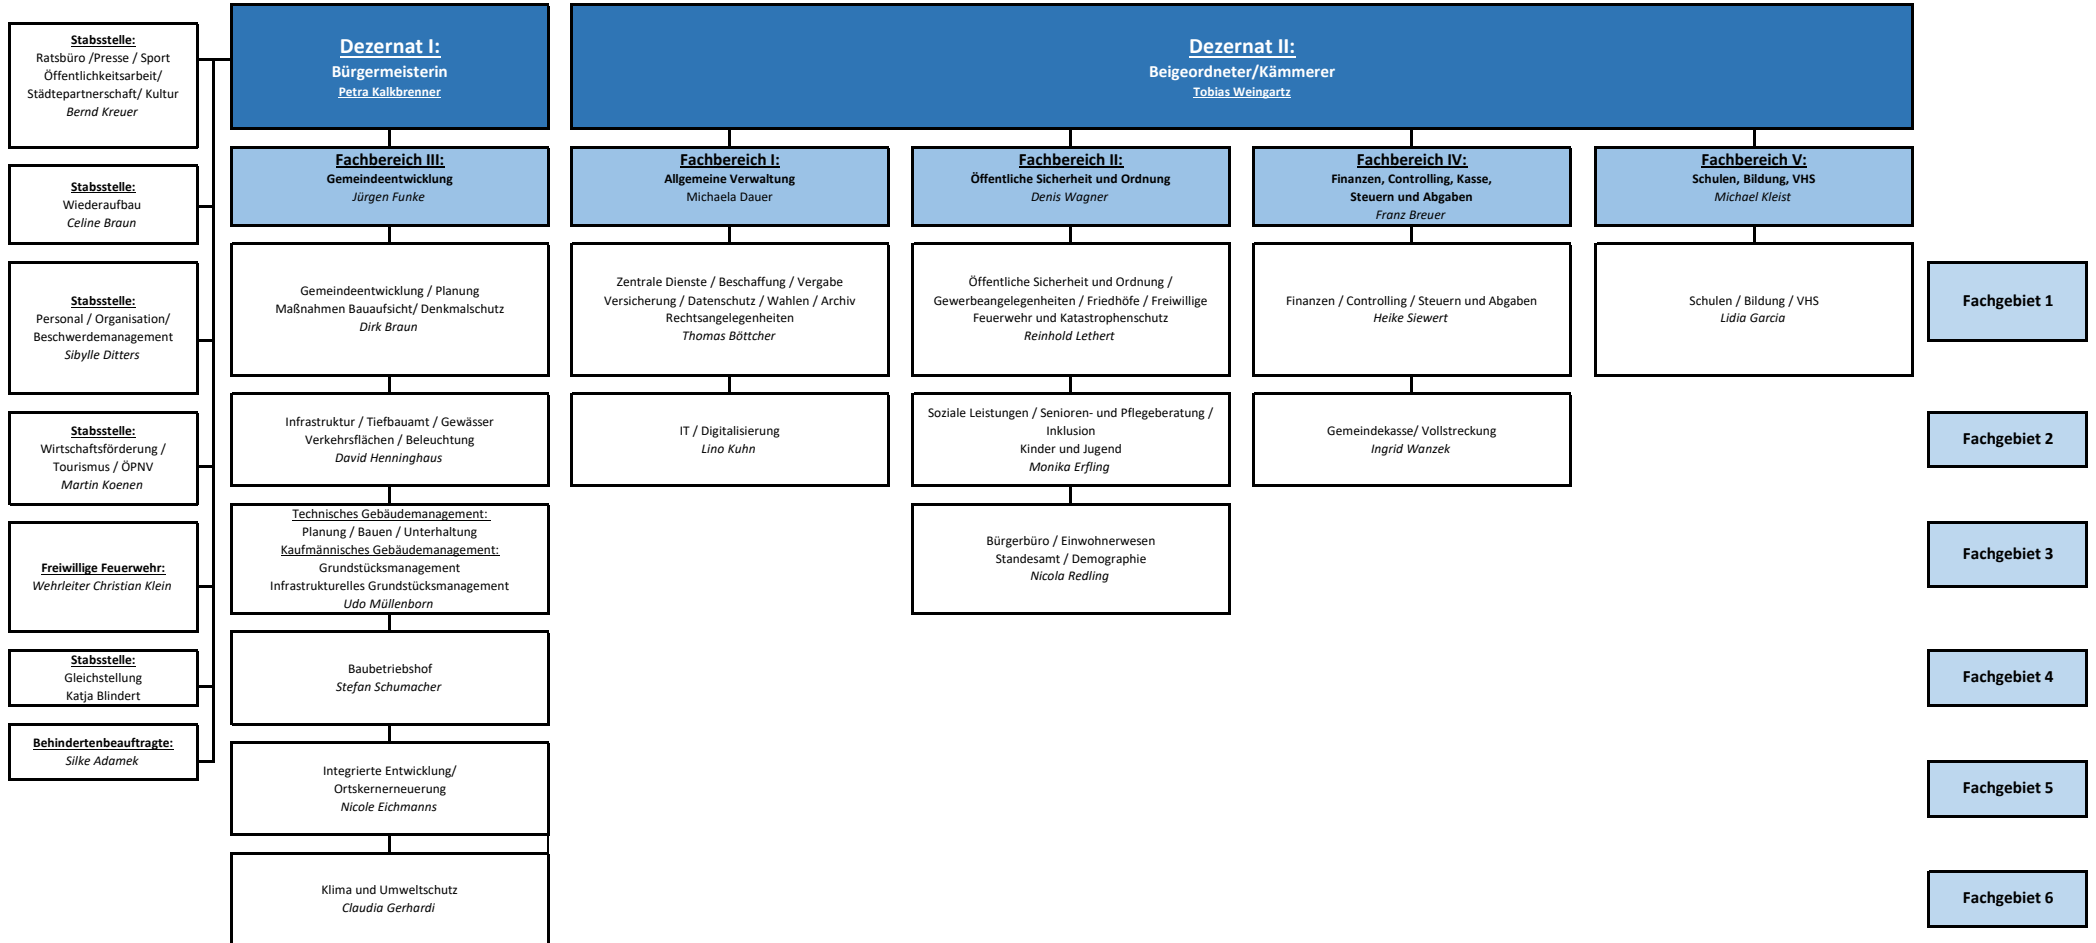 Stabsstelle:
Ratsbüro /Presse / Sport
Öffentlichkeitsarbeit/
Städtepartnerschaft/ Kultur
Bernd Kreuer
Stabsstelle:
Wiederaufbau
Celine Braun
Stabsstelle:
Personal / Organisation/
Beschwerdemanagement
Sibylle Ditters
Stabsstelle:
Wirtschaftsförderung /
Tourismus / ÖPNV
Martin Koenen
Freiwillige Feuerwehr:
Wehrleiter Christian Klein
Stabsstelle:
Gleichstellung
Katja Blindert
Behindertenbeauftragte:
Silke Adamek
Dezernat I:
Bürgermeisterin
Petra Kalkbrenner
Fachbereich III:
Gemeindeentwicklung
Jürgen Funke
Gemeindeentwicklung / Planung
Maßnahmen Bauaufsicht/ Denkmalschutz
Dirk Braun
Infrastruktur / Tiefbauamt / Gewässer
Verkehrsflächen / Beleuchtung
David Henninghaus
Technisches Gebäudemanagement:
Planung / Bauen / Unterhaltung
Kaufmännisches Gebäudemanagement:
Grundstücksmanagement
Infrastrukturelles Grundstücksmanagement
Udo Müllenborn
Baubetriebshof
Stefan Schumacher
Integrierte Entwicklung/
Ortskernerneuerung
Nicole Eichmanns
Klima und Umweltschutz
Claudia Gerhardi
Dezernat II:
Beigeordneter/Kämmerer
Tobias Weingartz
Fachbereich I:
Allgemeine Verwaltung
Michaela Dauer
Zentrale Dienste / Beschaffung / Vergabe
Versicherung / Datenschutz / Wahlen / Archiv
Rechtsangelegenheiten
Thomas Böttcher
IT / Digitalisierung
Lino Kuhn
Fachbereich II:
Öffentliche Sicherheit und Ordnung
Denis Wagner
Öffentliche Sicherheit und Ordnung /
Gewerbeangelegenheiten / Friedhöfe / Freiwillige
Feuerwehr und Katastrophenschutz
Reinhold Lethert
Soziale Leistungen / Senioren- und Pflegeberatung /
Inklusion
Kinder und Jugend
Monika Erfling
Bürgerbüro / Einwohnerwesen
Standesamt / Demographie
Nicola Redling
Fachbereich IV:
Finanzen, Controlling, Kasse,
Steuern und Abgaben
Franz Breuer
Finanzen / Controlling / Steuern und Abgaben
Heike Siewert
Gemeindekasse/ Vollstreckung
Ingrid Wanzek
Fachbereich V:
Schulen, Bildung, VHS
Michael Kleist
Schulen / Bildung / VHS
Lidia Garcia
Fachgebiet 1
Fachgebiet 2
Fachgebiet 3
Fachgebiet 4
Fachgebiet 5
Fachgebiet 6